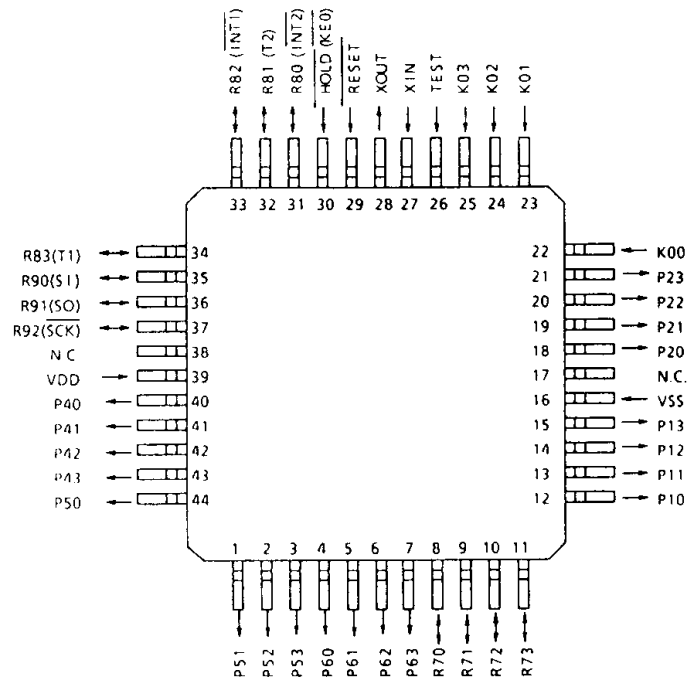 R82 (INT1)
R81 (T2)
R80 (INT2)
HOLD (KE0)
RESET
XOUT
XIN
TEST
K03
K02
K01
33 32 31 30 29 28 27 26 25 24 23
R83(T1) 34
R90(SI) 35
R91(SO) 36
R92(SCK) 37
N.C 38
VDD 39
P40 40
P41 41
P42 42
P43 43
P50 44
22 K00
21 P23
20 P22
19 P21
18 P20
17 N.C.
16 VSS
15 P13
14 P12
13 P11
12 P10
1 2 3 4 5 6 7 8 9 10 11
P51
P52
P53
P60
P61
P62
P63
R70
R71
R72
R73